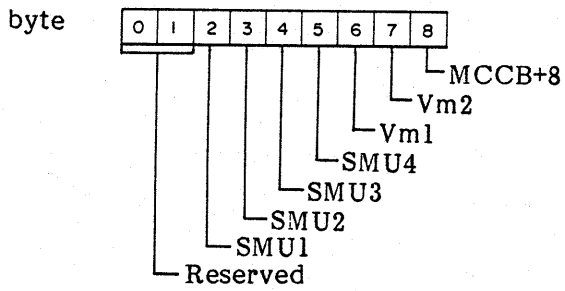 byte 0 1 2 3 4 5 6 7 8
MCCB+8
Vm2
Vm1
SMU4
SMU3
SMU2
SMU1
Reserved